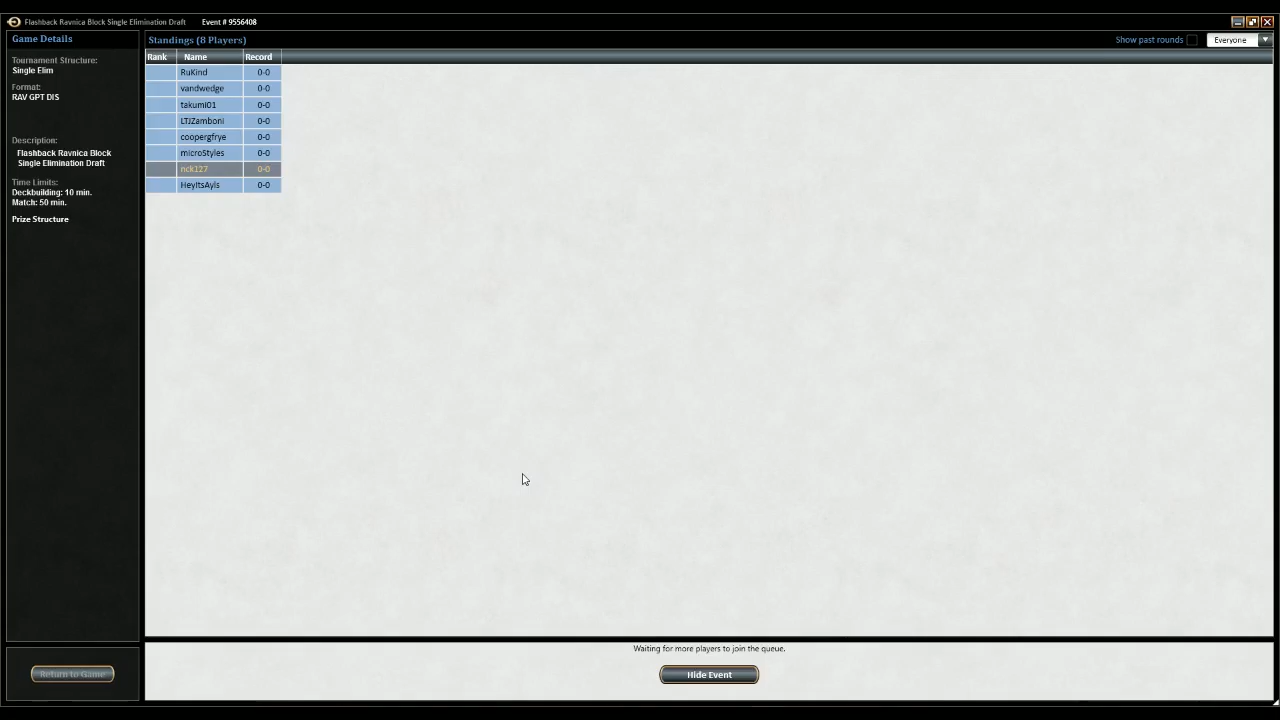 Flashback Ravnica Block Single Elimination Draft Event # 9556408
Game Details
Tournament Structure:
Single Elim
Format:
RAV GPT DIS
Description:
Flashback Ravnica Block
Single Elimination Draft
Time Limits:
Deckbuilding: 10 min.
Match: 50 min.
Prize Structure
Return to Game
Standings (8 Players)
Show past rounds Everyone
Rank Name Record
RuKind 0-0
vandwedge 0-0
takumi01 0-0
LTJZamboni 0-0
coopergfrye 0-0
microStyles 0-0
nck127 0-0
HeyItsAyls 0-0
Waiting for more players to join the queue.
Hide Event